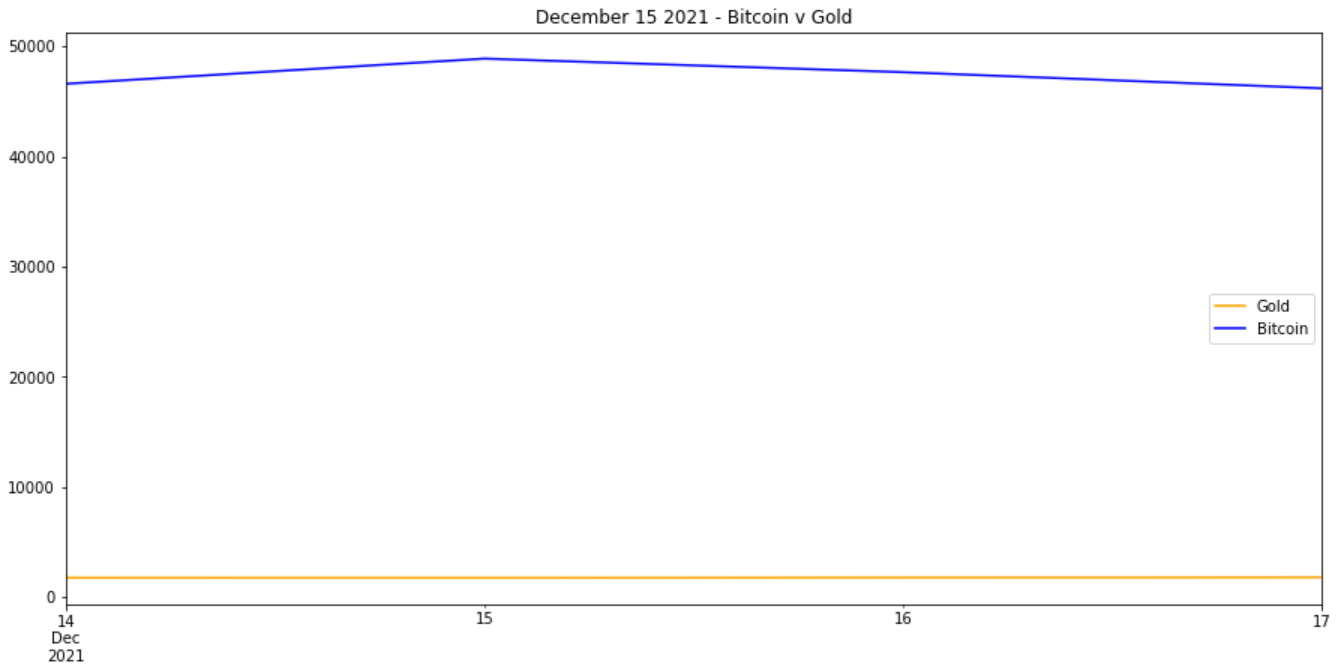 December 15 2021 - Bitcoin v Gold
50000
40000
30000
20000
10000
0
Gold
Bitcoin
14 15 16 17
Dec
2021